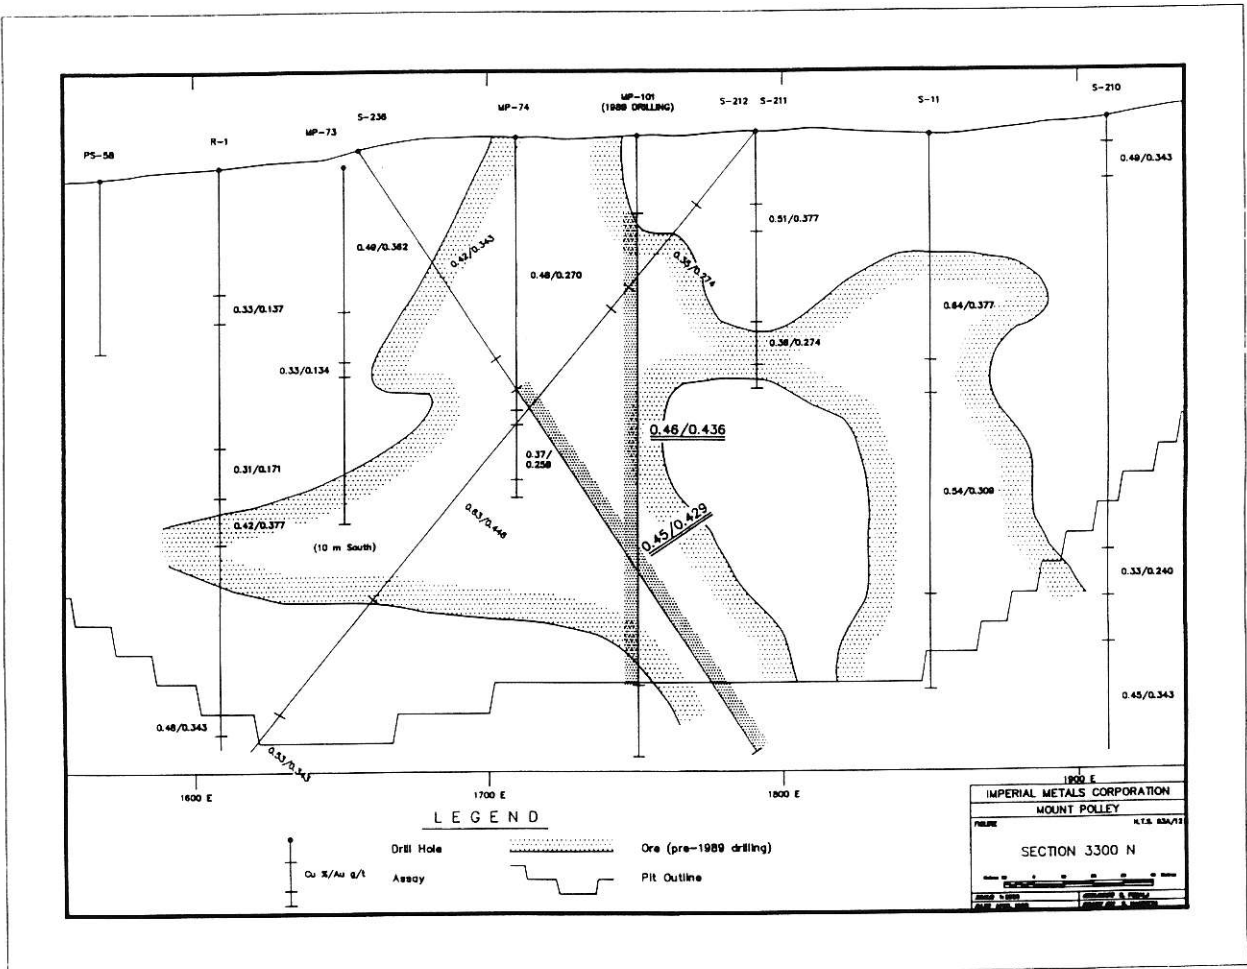 S-210
MP-101
(1989 DRILLING)
S-212 S-211
S-11
MP-74
S-236
MP-73
R-1
PS-58
0.49/0.343
0.51/0.377
0.49/0.382
0.42/0.343
0.48/0.270
0.35/0.274
0.33/0.137
0.64/0.377
0.38/0.274
0.33/0.134
0.46/0.436
0.37/
0.31/0.171
0.54/0.309
0.42/0.377
0.63/0.446
0.45/0.429
(10 m South)
0.33/0.240
0.45/0.343
0.48/0.343
0.53/0.343
1600 E
1700 E
1800 E
1900 E
LEGEND
Drill Hole
Ore (pre-1989 drilling)
Cu %/Au g/t
Assay
Pit Outline
IMPERIAL METALS CORPORATION
MOUNT POLLEY
FIGURE
N.T.S. 93A/12
SECTION 3300 N